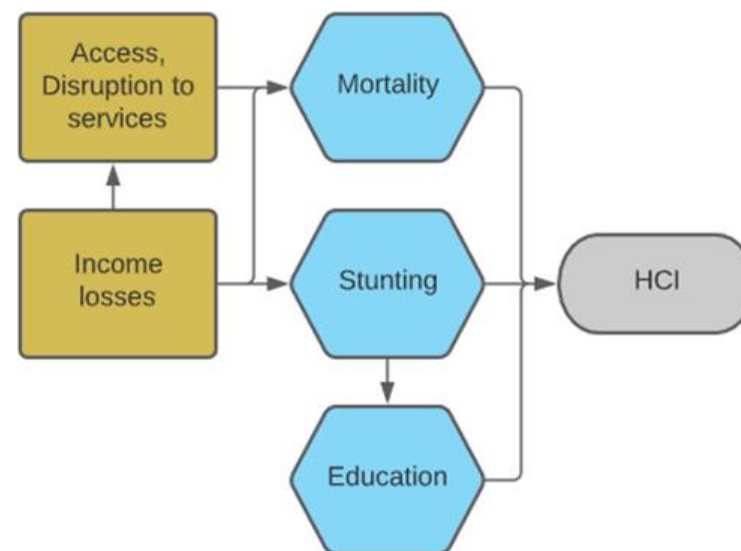 Access,
Disruption to
services
Mortality
Income
losses
Stunting
HCI
Education